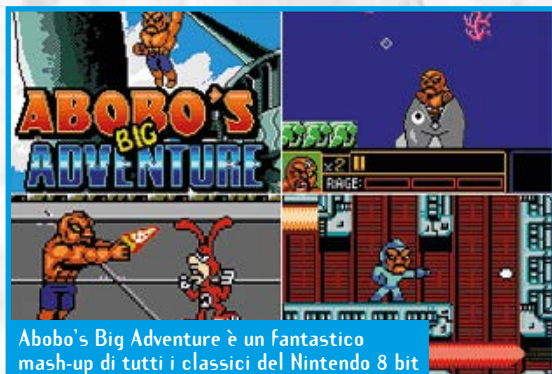 ABOBO'S
BIG
ADVENTURE
x2
RAGE:
Abobo's Big Adventure è un fantastico
mash-up di tutti i classici del Nintendo 8 bit